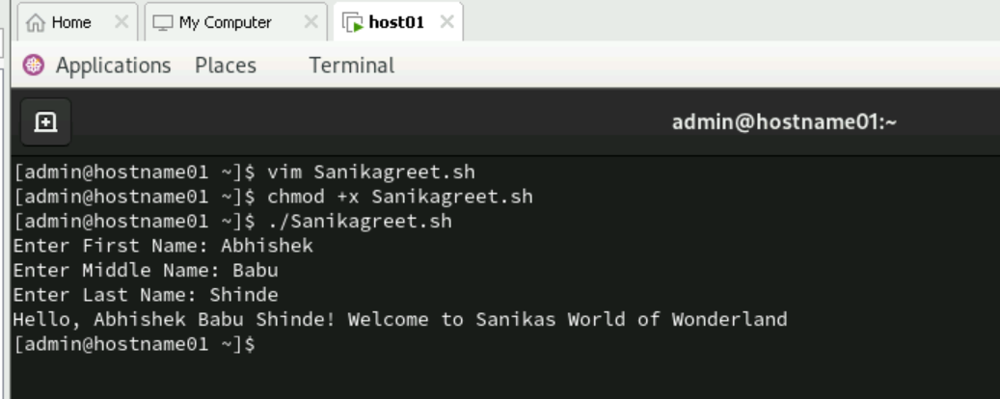 Home
My Computer
host01
Applications Places Terminal
admin@hostname01:~
[admin@hostname01 ~]$ vim Sanikagreet.sh
[admin@hostname01 ~]$ chmod +x Sanikagreet.sh
[admin@hostname01 ~]$ ./Sanikagreet.sh
Enter First Name: Abhishek
Enter Middle Name: Babu
Enter Last Name: Shinde
Hello, Abhishek Babu Shinde! Welcome to Sanikas World of Wonderland
[admin@hostname01 ~]$